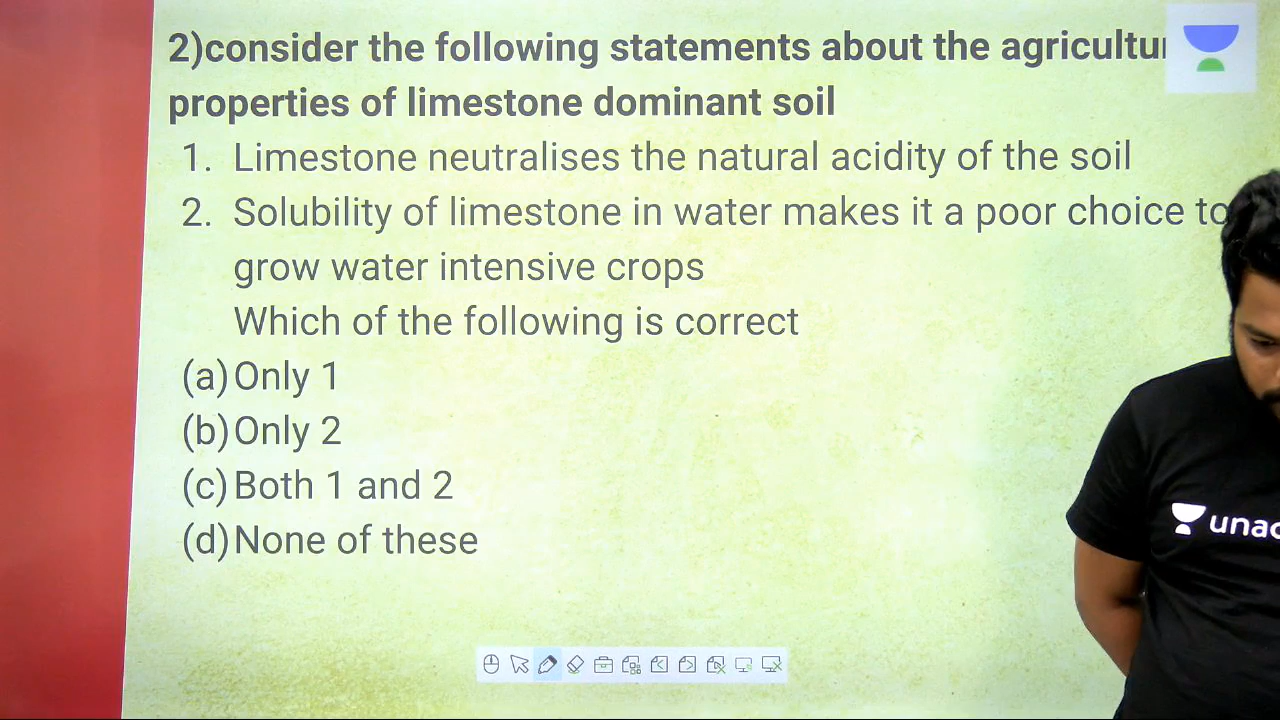 2)consider the following statements about the
properties of limestone dominant soil
1. Limestone neutralises the natural acidity of the soil
2. Solubility of limestone in water makes it a poor choice to
grow water intensive crops
Which of the following is correct
(a) Only 1
(b) Only 2
(c) Both 1 and 2
(d) None of these